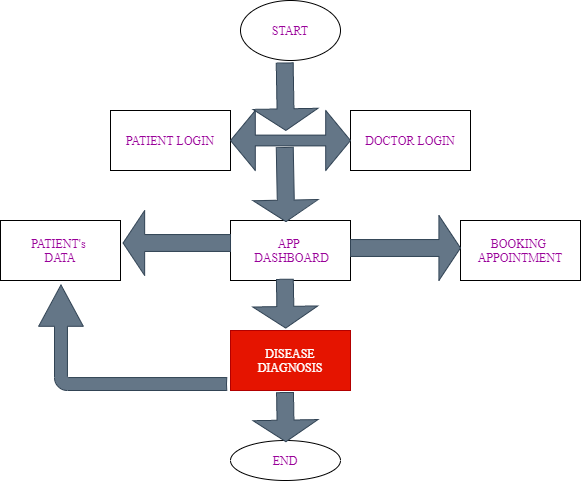 START
PATIENT LOGIN
DOCTOR LOGIN
PATIENT's
DATA
APP
DASHBOARD
BOOKING
APPOINTMENT
DISEASE
DIAGNOSIS
END